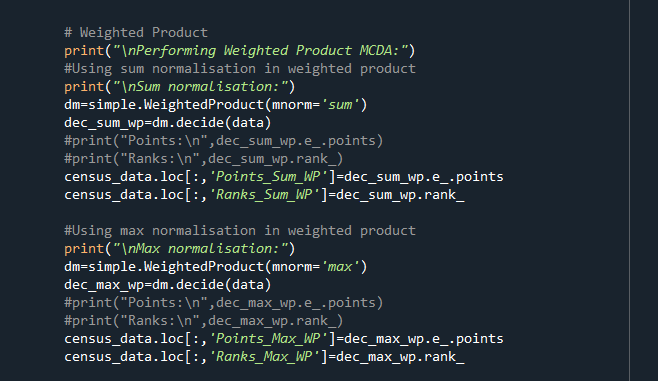 # Weighted Product
print("\nPerforming Weighted Product MCDA:")
#Using sum normalisation in weighted product
print("\nSum normalisation:")
dm=simple.WeightedProduct(mnorm='sum')
dec_sum_wp=dm.decide(data)
#print("Points:\n",dec_sum_wp.e_.points)
#print("Ranks:\n",dec_sum_wp.rank_)
census_data.loc[:,'Points_Sum_WP']=dec_sum_wp.e_.points
census_data.loc[:,'Ranks_Sum_WP']=dec_sum_wp.rank_

#Using max normalisation in weighted product
print("\nMax normalisation:")
dm=simple.WeightedProduct(mnorm='max')
dec_max_wp=dm.decide(data)
#print("Points:\n",dec_max_wp.e_.points)
#print("Ranks:\n",dec_max_wp.rank_)
census_data.loc[:,'Points_Max_WP']=dec_max_wp.e_.points
census_data.loc[:,'Ranks_Max_WP']=dec_max_wp.rank_